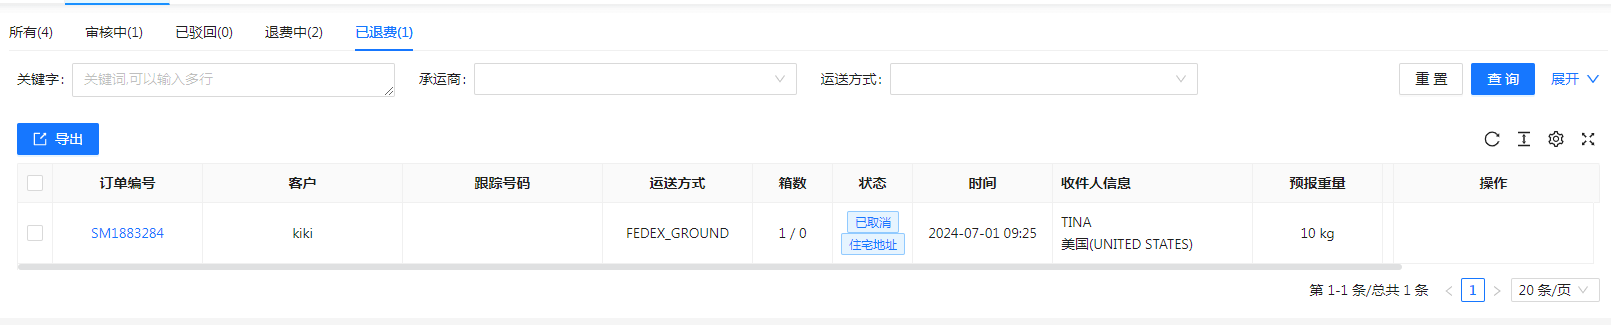 所有(4) 审核中(1) 已驳回(0) 退费中(2) 已退费(1)
关键字: 关键词,可以输入多行 承运商: 运送方式: 重 置 查 询 展开
导出
订单编号 客户 跟踪号码 运送方式 箱数 状态 时间 收件人信息 预报重量 操作
SM1883284 kiki FEDEX_GROUND 1 / 0 已取消 2024-07-01 09:25 TINA 10 kg
住宅地址 美国(UNITED STATES)
第 1-1 条/总共 1 条 < 1 > 20 条/页